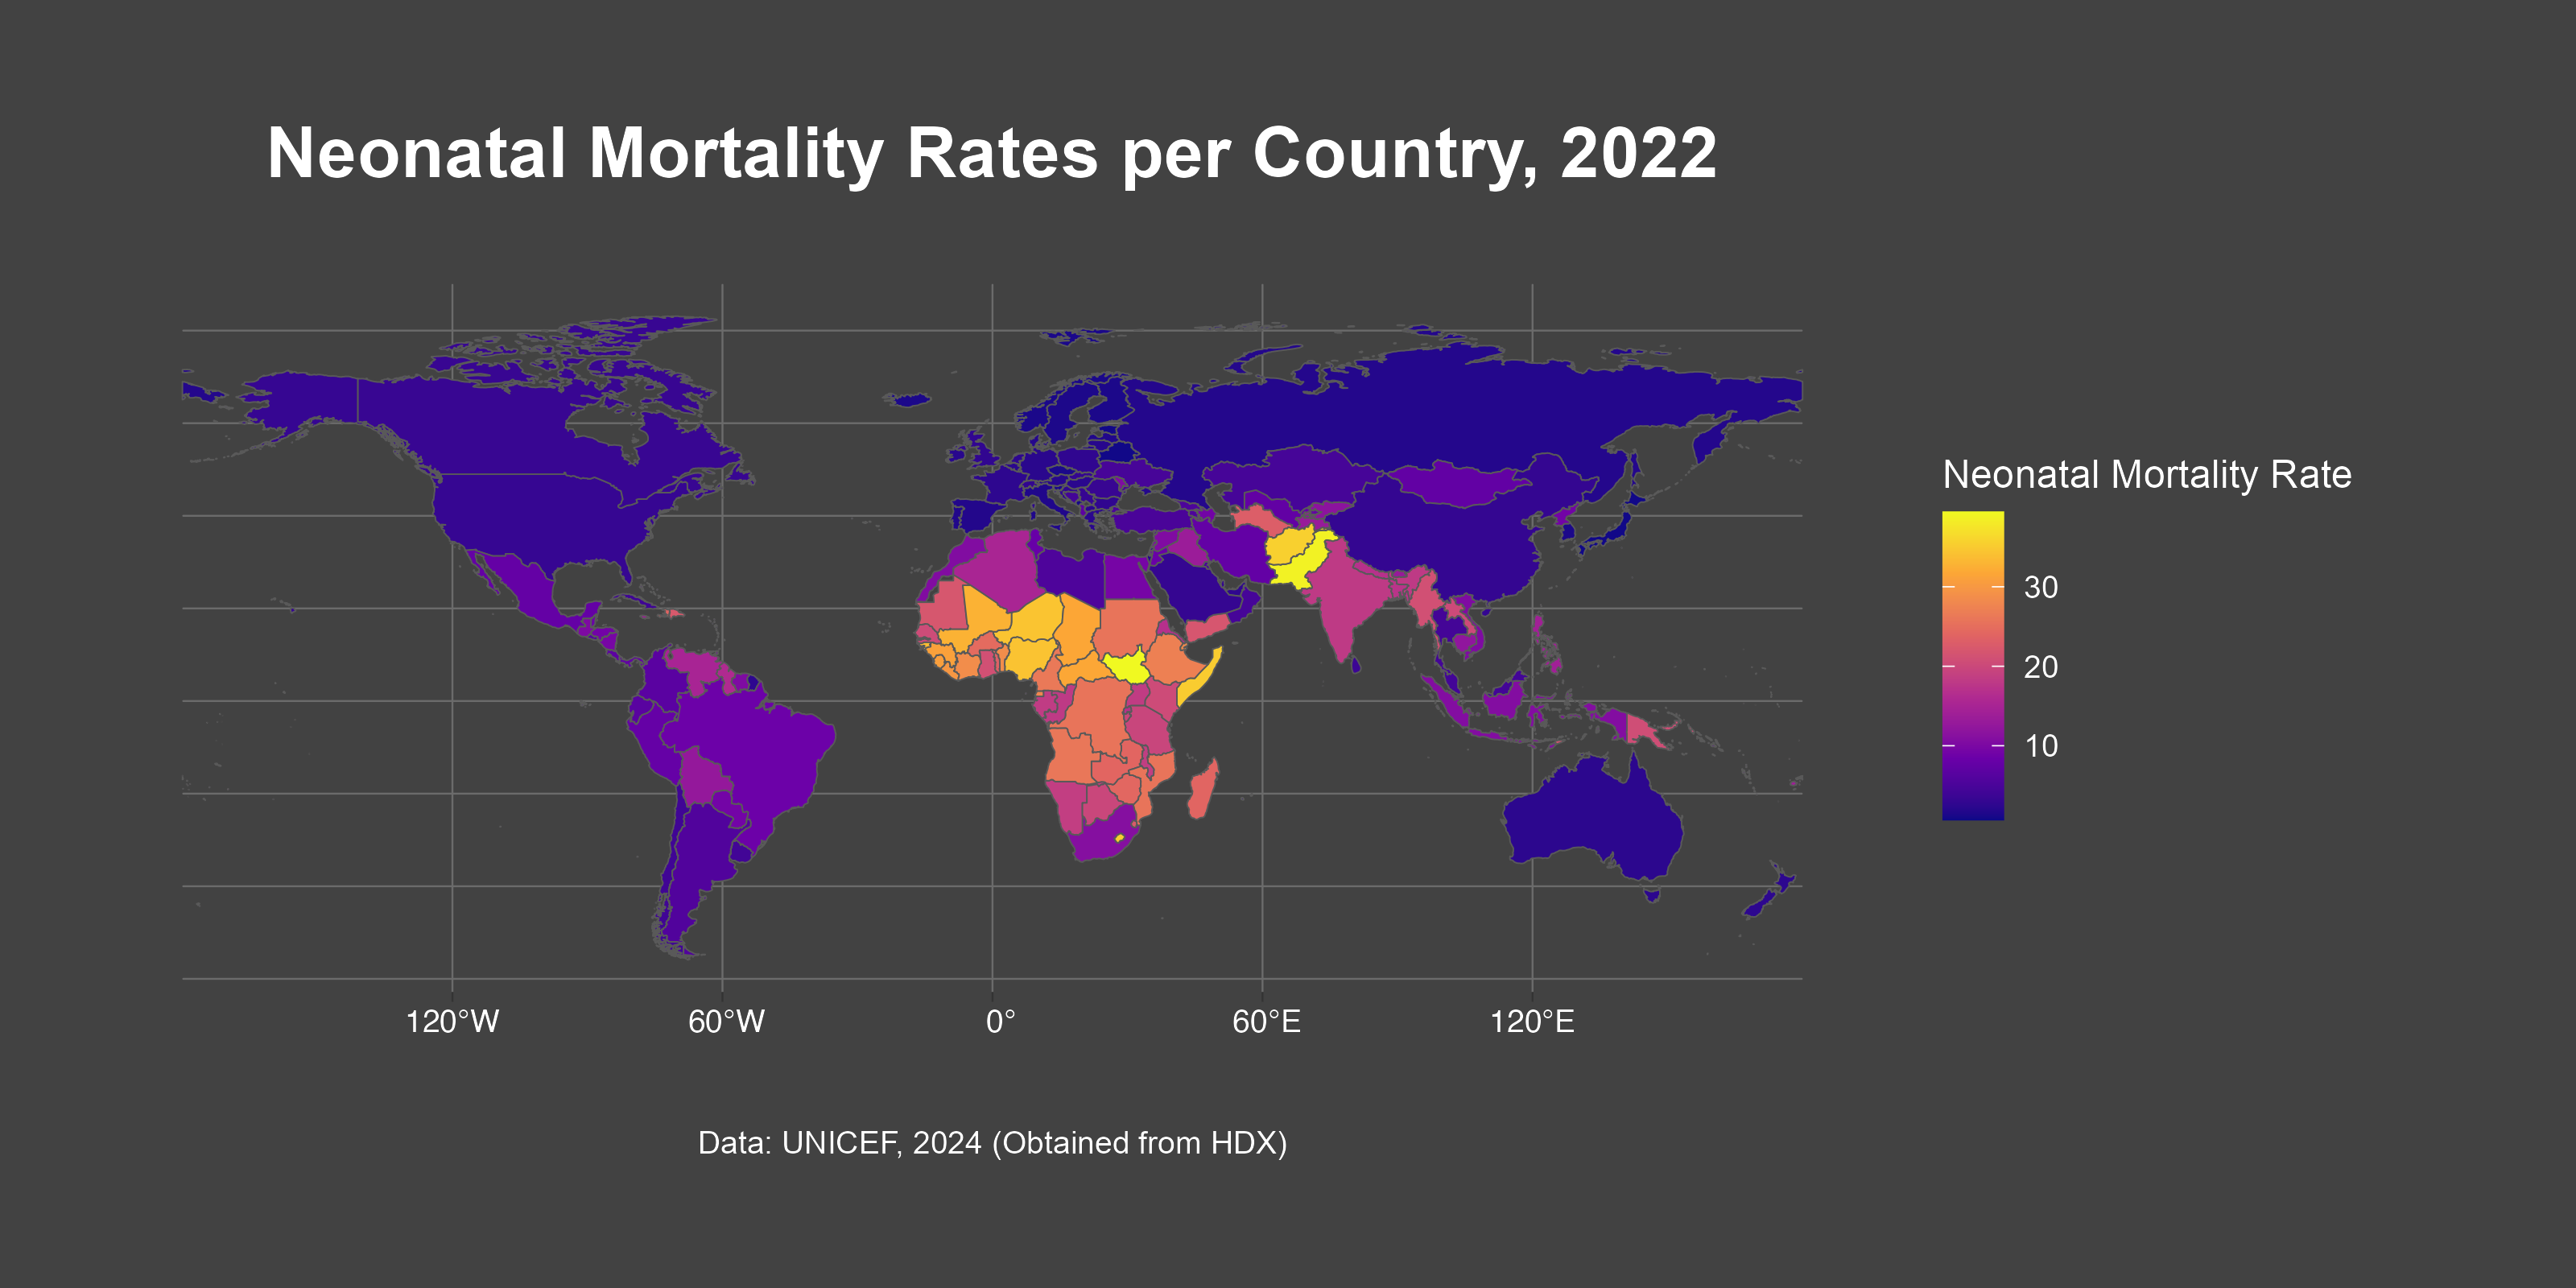 Neonatal Mortality Rates per Country, 2022
Neonatal Mortality Rate
30
20
10
120°W 60°W 0° 60°E 120°E
Data: UNICEF, 2024 (Obtained from HDX)